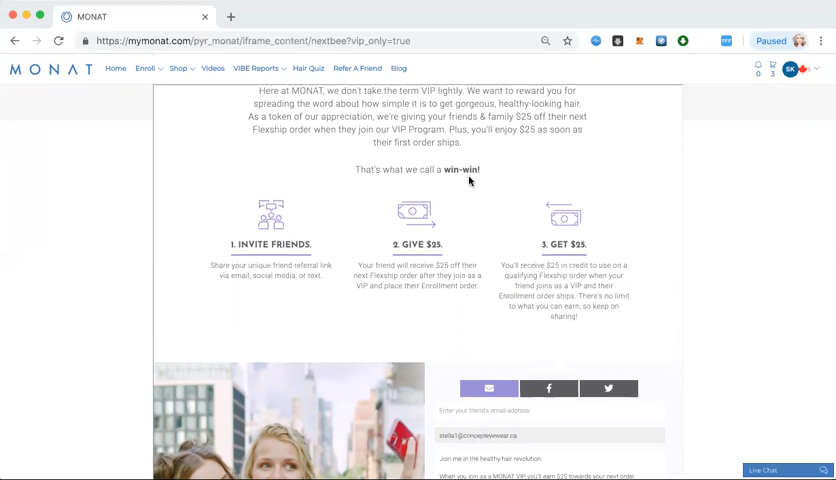 MONAT
https://mymonat.com/pyr_monat/iframe_content/nextbee?vip_only=true
Paused
MONAT Home Enroll Shop Videos VIBE Reports Hair Quiz Refer A Friend Blog
0 3 SK
Here at MONAT, we don't take the term VIP lightly. We want to reward you for
spreading the word about how simple it is to get gorgeous, healthy-looking hair.
As a token of our appreciation, we're giving your friends & family $25 off their next
Flexship order when they join our VIP Program. Plus, you'll enjoy $25 as soon as
their first order ships.
That's what we call a win-win!
1. INVITE FRIENDS.
Share your unique friend referral link
via email, social media, or text.
2. GIVE $25.
Your friend will receive $25 off their
next Flexship order after they join as a
VIP and place their Enrollment order.
3. GET $25.
You'll receive $25 in credit to use on a
qualifying Flexship order when your
friend joins as a VIP and their
Enrollment order ships. There's no limit
to what you can earn, so keep on
sharing!
Enter your friend's email address
stella1@concepteyewear.ca
Join me in the healthy hair revolution.
When you join as a MONAT VIP you'll earn $25 towards your next order
Live Chat